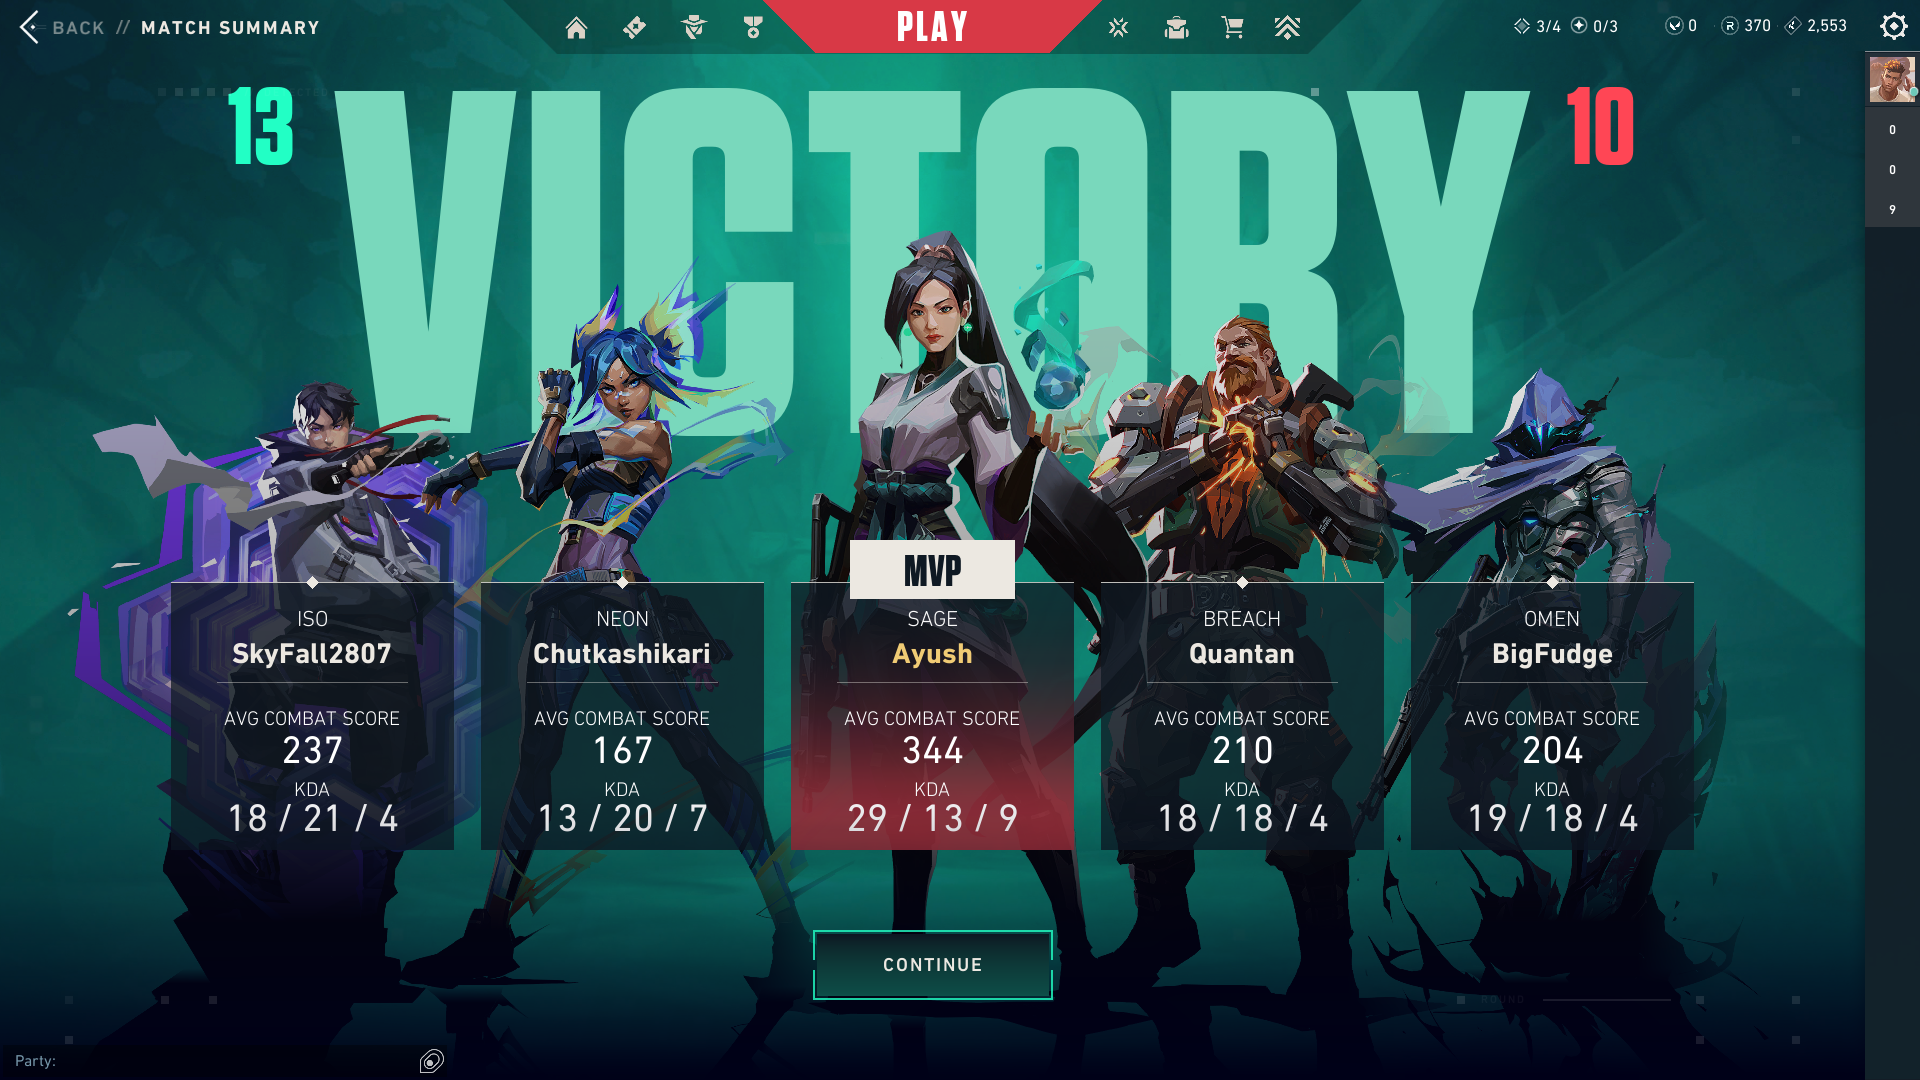 BACK // MATCH SUMMARY
PLAY
3/4 0/3 0 370 2,553
13
VICTORY
10
0
0
9
MVP
ISO
SkyFall2807
AVG COMBAT SCORE
237
KDA
18 / 21 / 4
NEON
Chutkashikari
AVG COMBAT SCORE
167
KDA
13 / 20 / 7
SAGE
Ayush
AVG COMBAT SCORE
344
KDA
29 / 13 / 9
BREACH
Quantan
AVG COMBAT SCORE
210
KDA
18 / 18 / 4
OMEN
BigFudge
AVG COMBAT SCORE
204
KDA
19 / 18 / 4
CONTINUE
ROUND
Party: